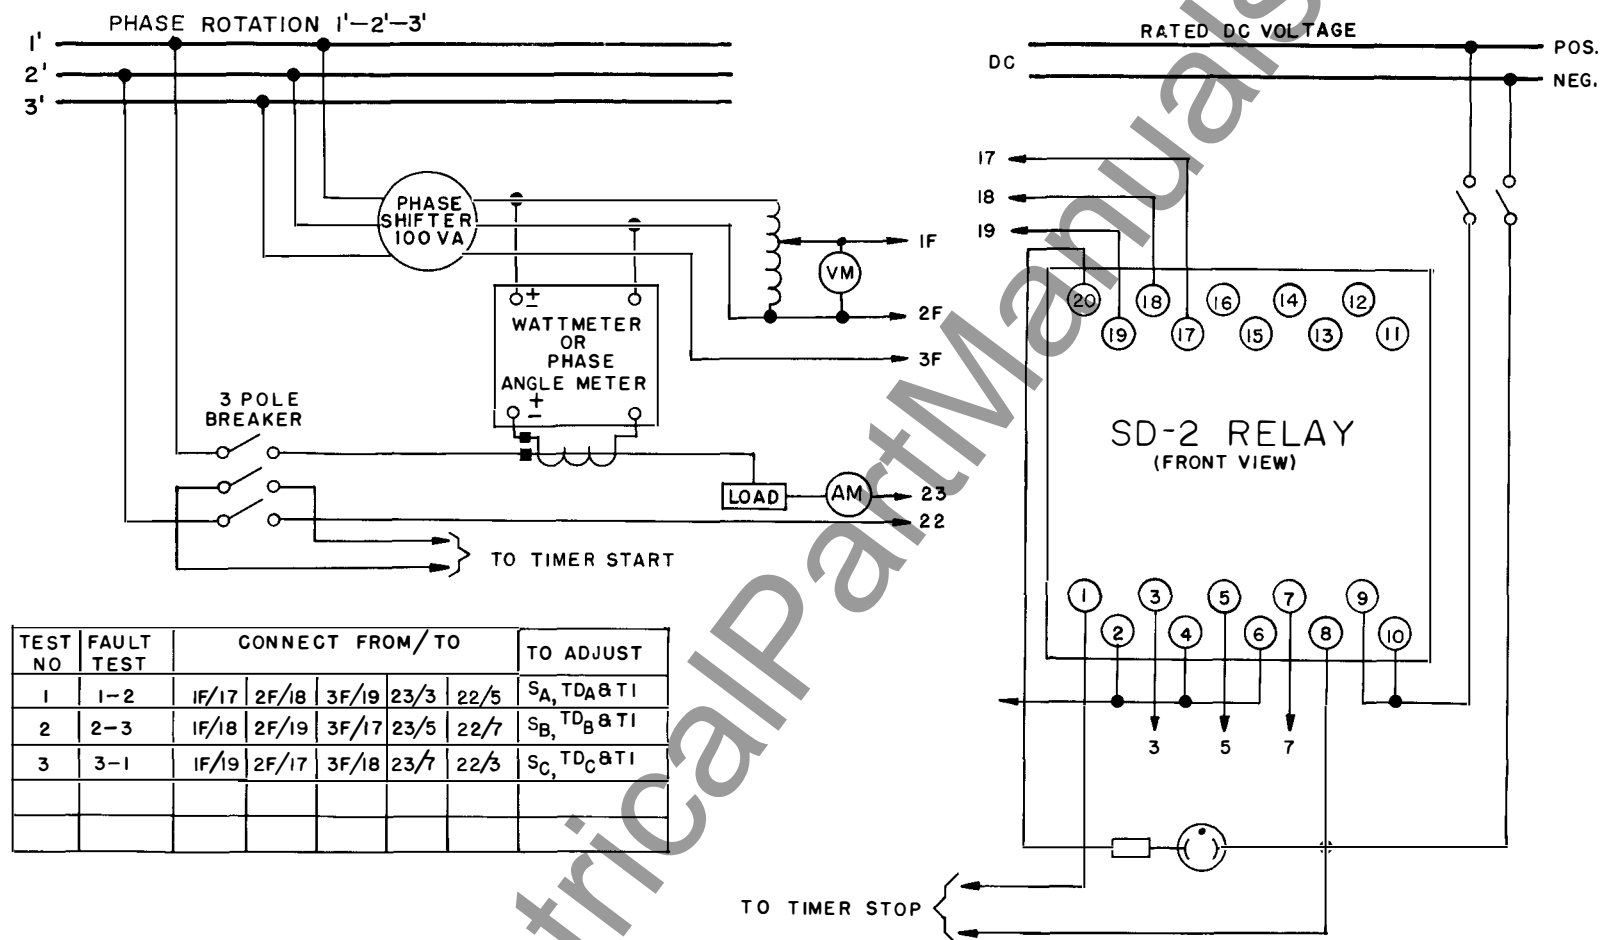 PHASE ROTATION 1'-2'-3'
1'
2'
3'
RATED DC VOLTAGE
DC
POS.
NEG.
PHASE
SHIFTER
100 VA
1F
VM
2F
3F
±
WATTMETER
OR
PHASE
ANGLE METER
±
3 POLE
BREAKER
LOAD
AM
23
22
TO TIMER START
17
18
19
20
18
16
14
12
19
17
15
13
11
SD-2 RELAY
(FRONT VIEW)
1
3
5
7
9
2
4
6
8
10
3
5
7
TO TIMER STOP
TEST NO FAULT TEST CONNECT FROM/TO TO ADJUST
1 1-2 1F/17 2F/18 3F/19 23/3 22/5 SA, TDA & T1
2 2-3 1F/18 2F/19 3F/17 23/5 22/7 SB, TDB & T1
3 3-1 1F/19 2F/17 3F/18 23/7 22/3 SC, TDC & T1
tricalPartManuals